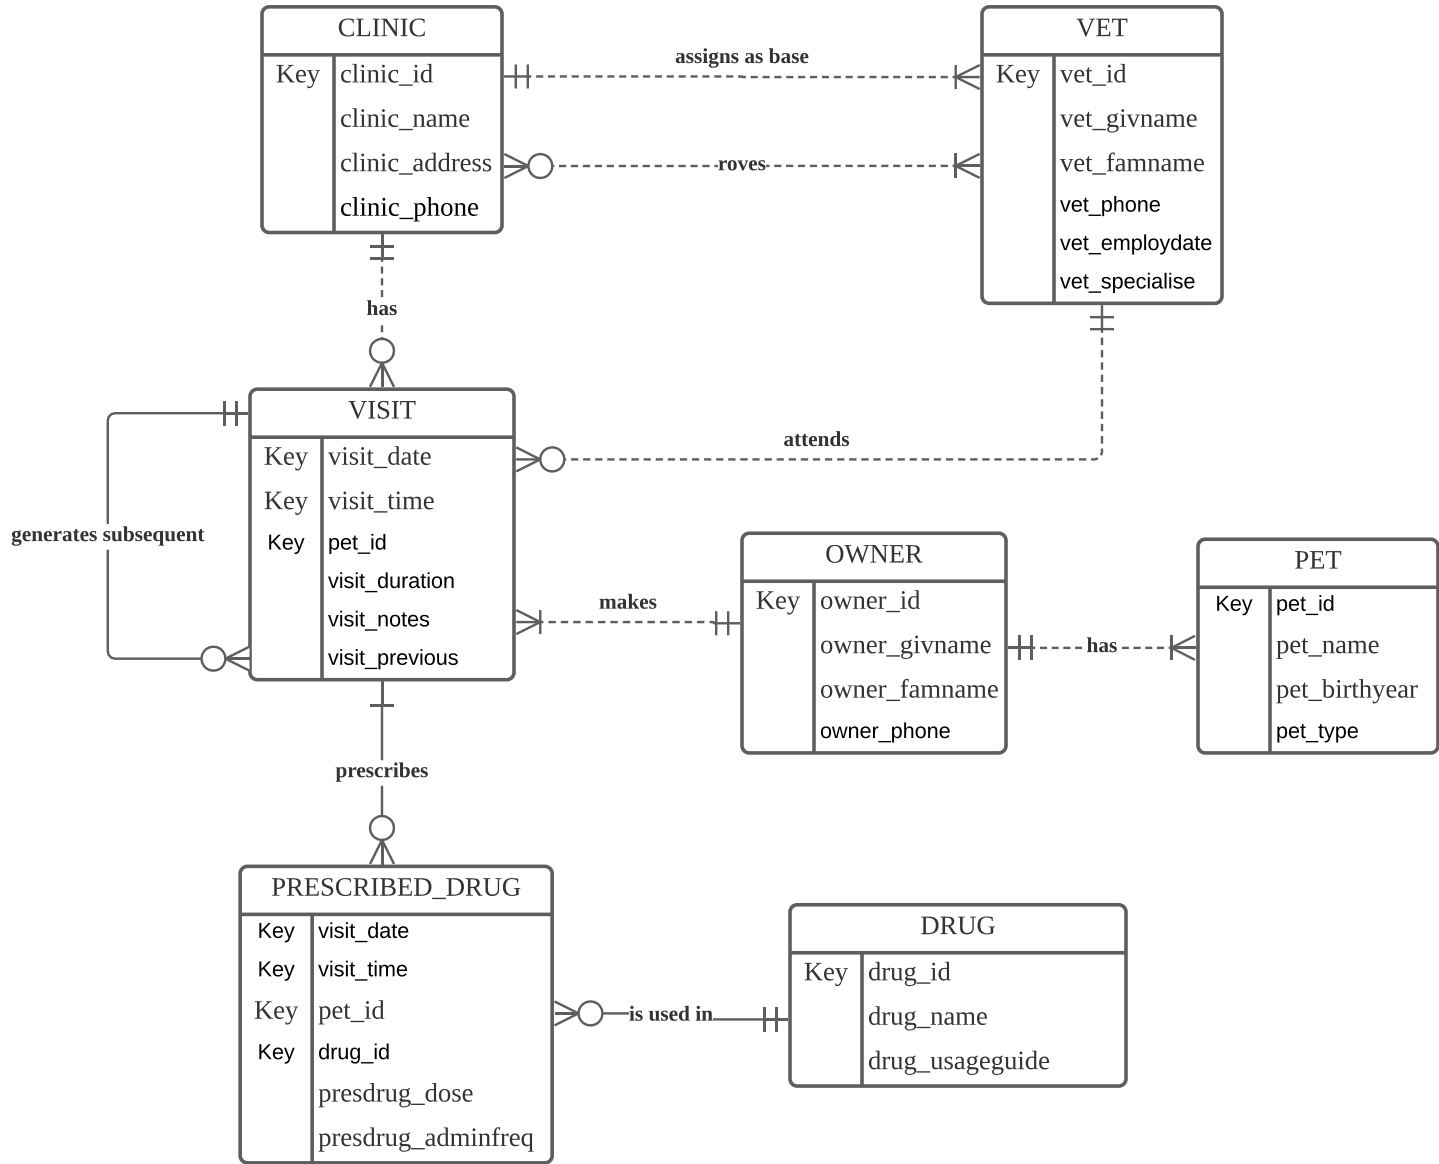 CLINIC
Key clinic_id
clinic_name
clinic_address
clinic_phone
assigns as base
roves
VET
Key vet_id
vet_givname
vet_famname
vet_phone
vet_employdate
vet_specialise
has
attends
VISIT
Key visit_date
Key visit_time
Key pet_id
visit_duration
visit_notes
visit_previous
generates subsequent
makes
OWNER
Key owner_id
owner_givname
owner_famname
owner_phone
has
PET
Key pet_id
pet_name
pet_birthyear
pet_type
prescribes
PRESCRIBED_DRUG
Key visit_date
Key visit_time
Key pet_id
Key drug_id
presdrug_dose
presdrug_adminfreq
is used in
DRUG
Key drug_id
drug_name
drug_usageguide